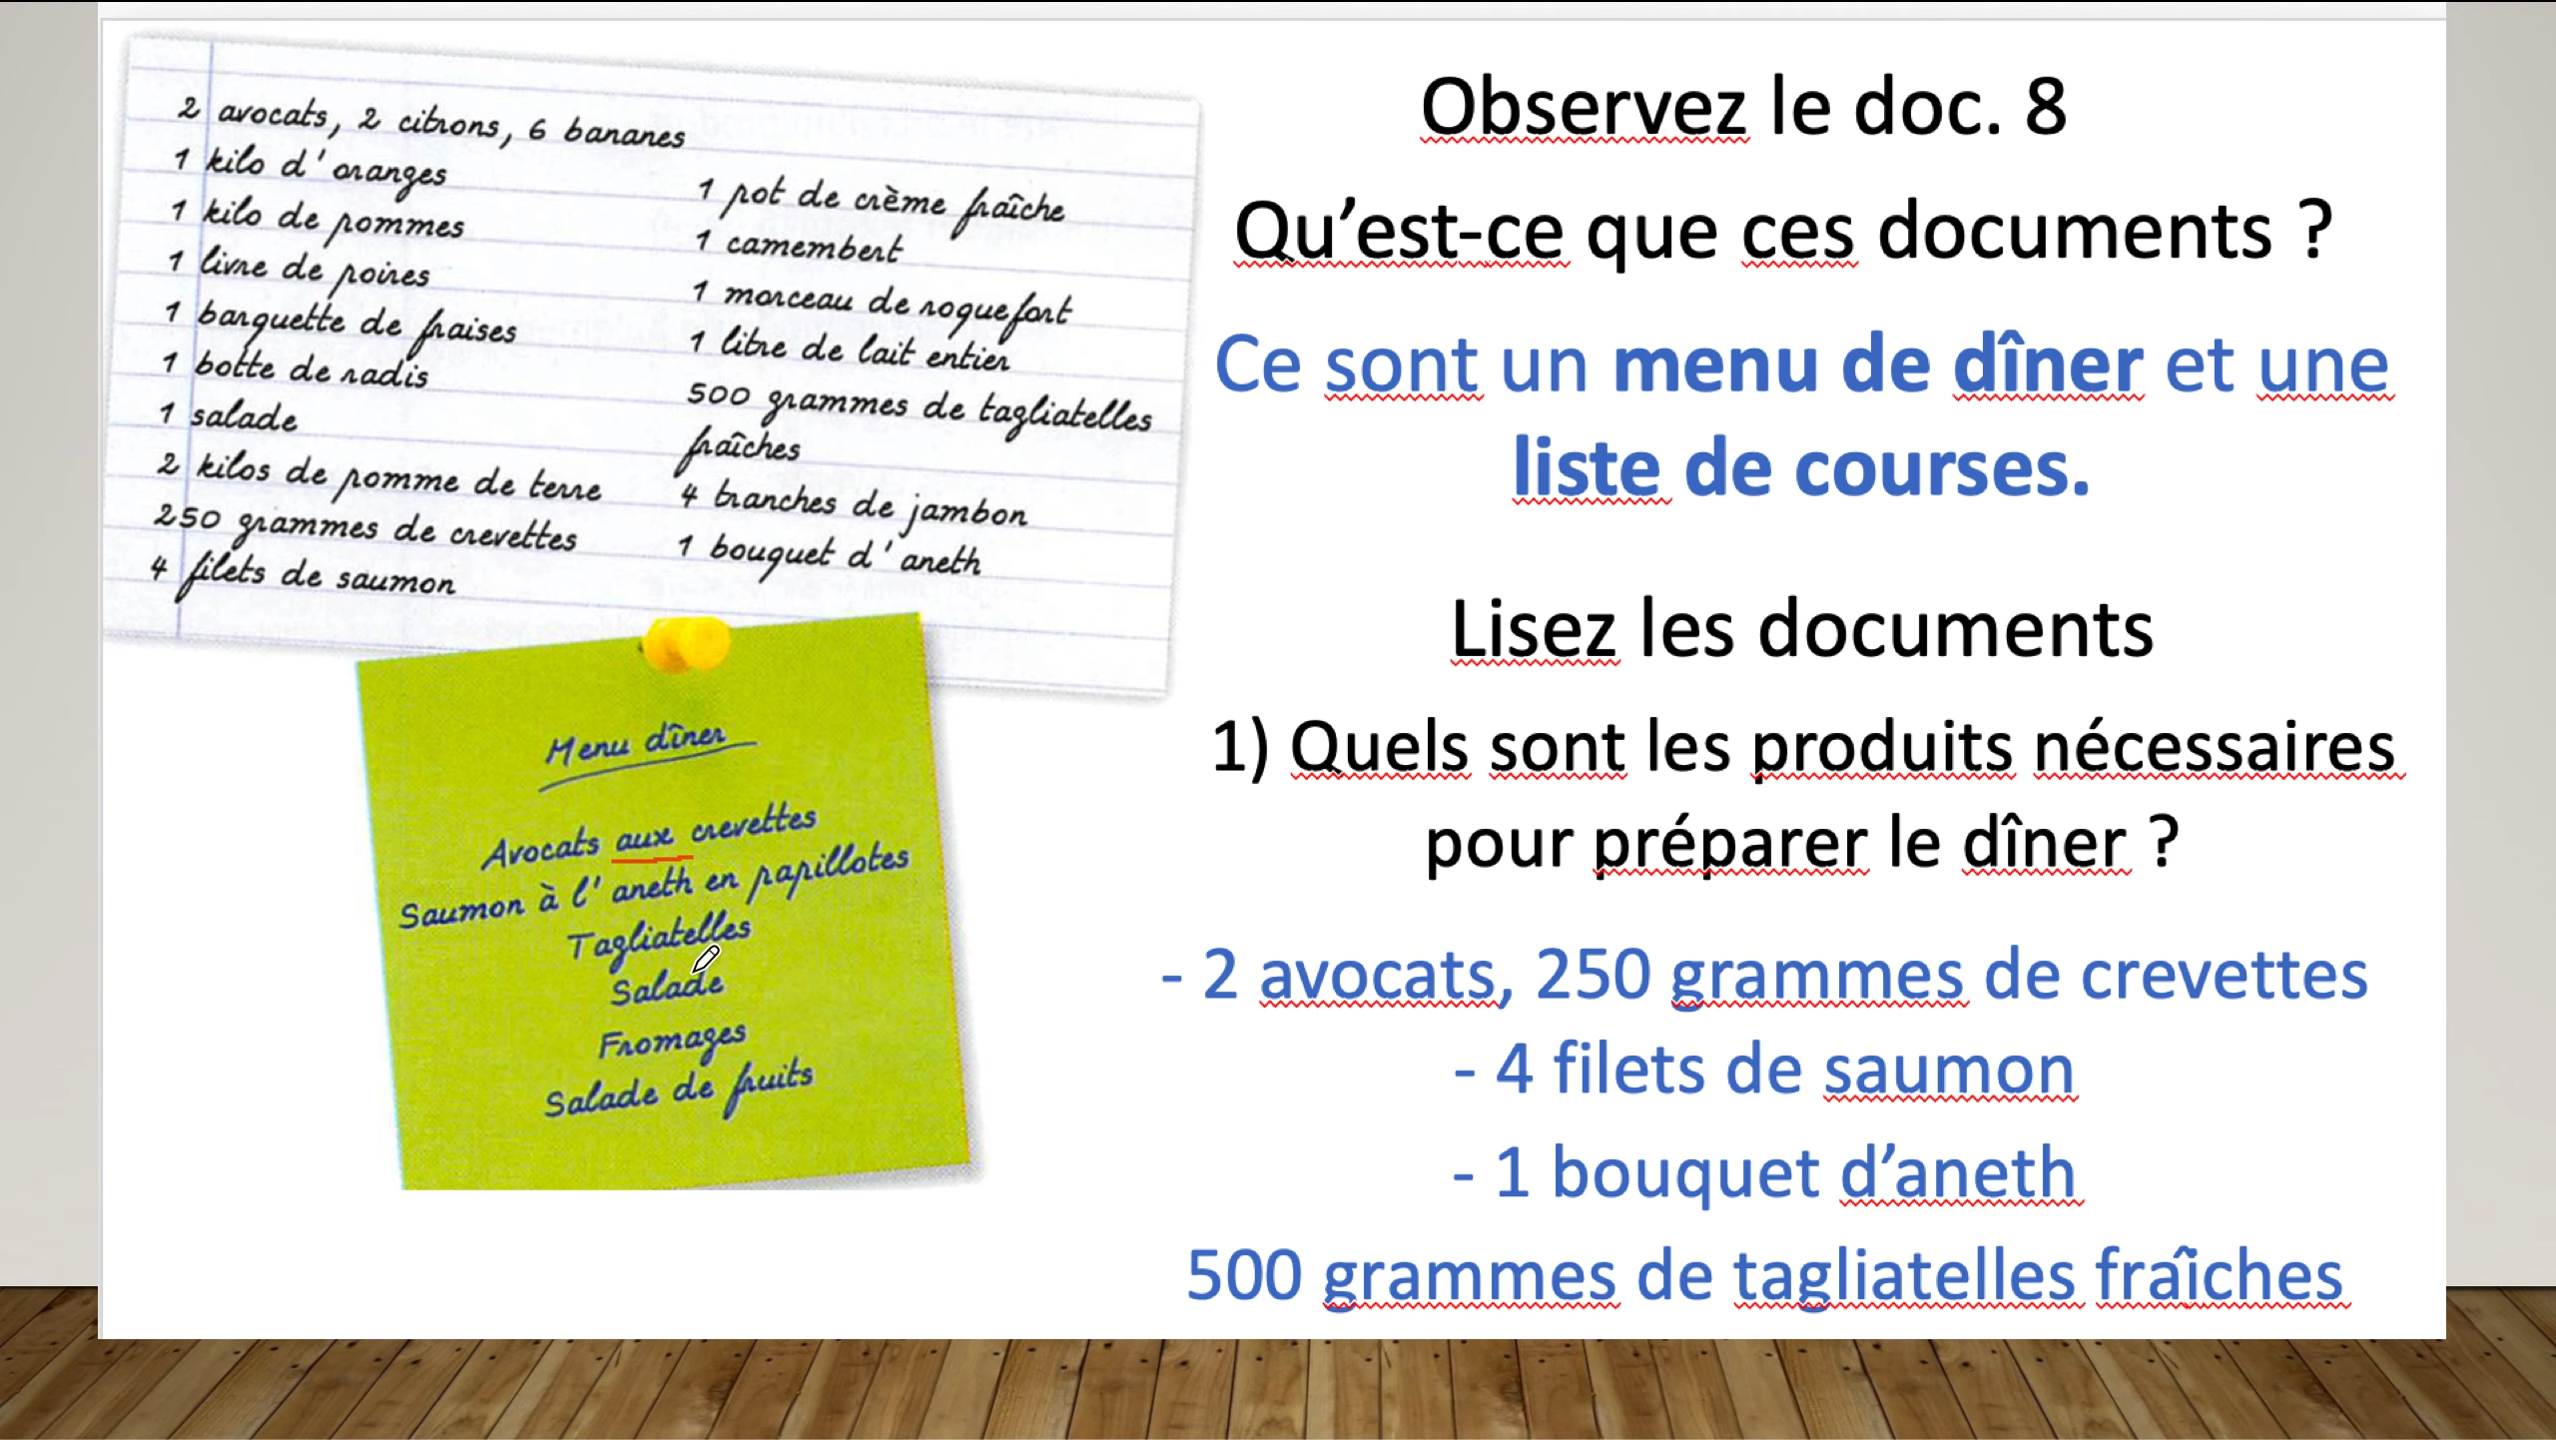 2 avocats, 2 citrons, 6 bananes
1 kilo d'oranges
1 kilo de pommes
1 livre de poires
1 barquette de fraises
1 botte de radis
1 salade
2 kilos de pomme de terre
250 grammes de crevettes
4 filets de saumon
1 pot de crème fraîche
1 camembert
1 morceau de roquefort
1 litre de lait entier
500 grammes de tagliatelles
fraîches
4 tranches de jambon
1 bouquet d'aneth
Menu dîner
Avocats aux crevettes
Saumon à l'aneth en papillotes
Tagliatelles
Salade
Fromages
Salade de fruits
Observez le doc. 8
Qu’est-ce que ces documents ?
Ce sont un menu de dîner et une
liste de courses.
Lisez les documents
1) Quels sont les produits nécessaires
pour préparer le dîner ?
- 2 avocats, 250 grammes de crevettes
- 4 filets de saumon
- 1 bouquet d’aneth
500 grammes de tagliatelles fraîches